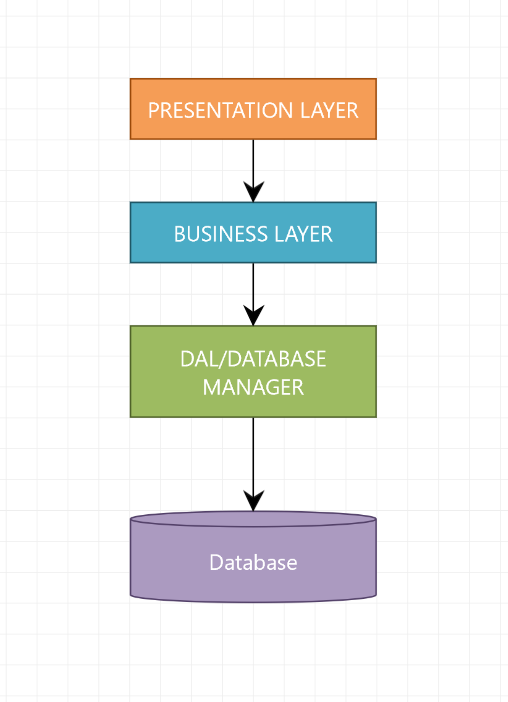 PRESENTATION LAYER
BUSINESS LAYER
DAL/DATABASE
MANAGER
Database